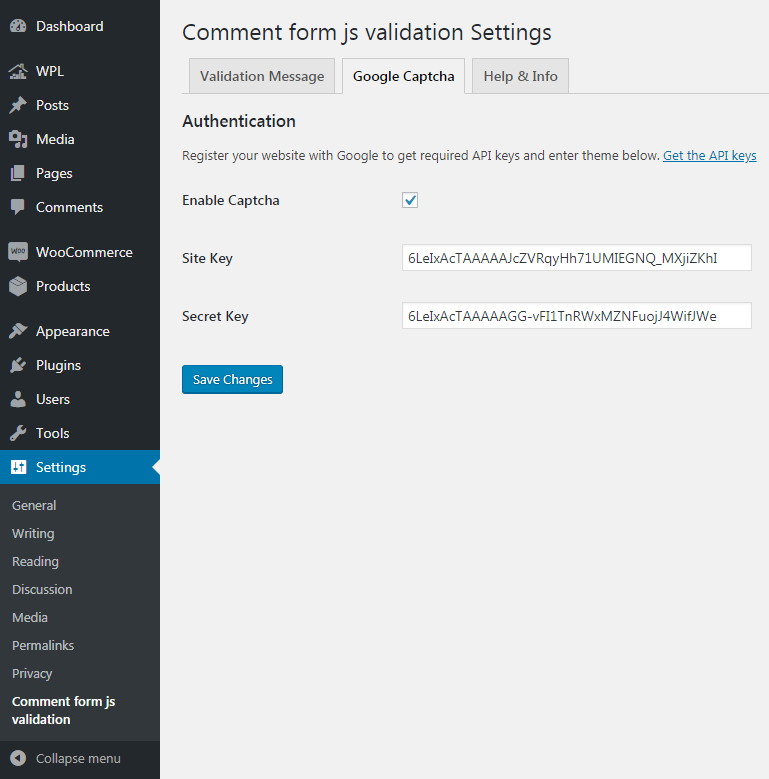 Dashboard
WPL
Posts
Media
Pages
Comments
WOO
WooCommerce
Products
Appearance
Plugins
Users
Tools
Settings
General
Writing
Reading
Discussion
Media
Permalinks
Privacy
Comment form js
validation
Collapse menu
Comment form js validation Settings
Validation Message
Google Captcha
Help & Info
Authentication
Register your website with Google to get required API keys and enter theme below. Get the API keys
Enable Captcha
Site Key
6LeIxAcTAAAAAJcZVRqyHh71UMIEGNQ_MXjiZKhI
Secret Key
6LeIxAcTAAAAAGG-vFI1TnRWxMZNFuojJ4WifJWe
Save Changes